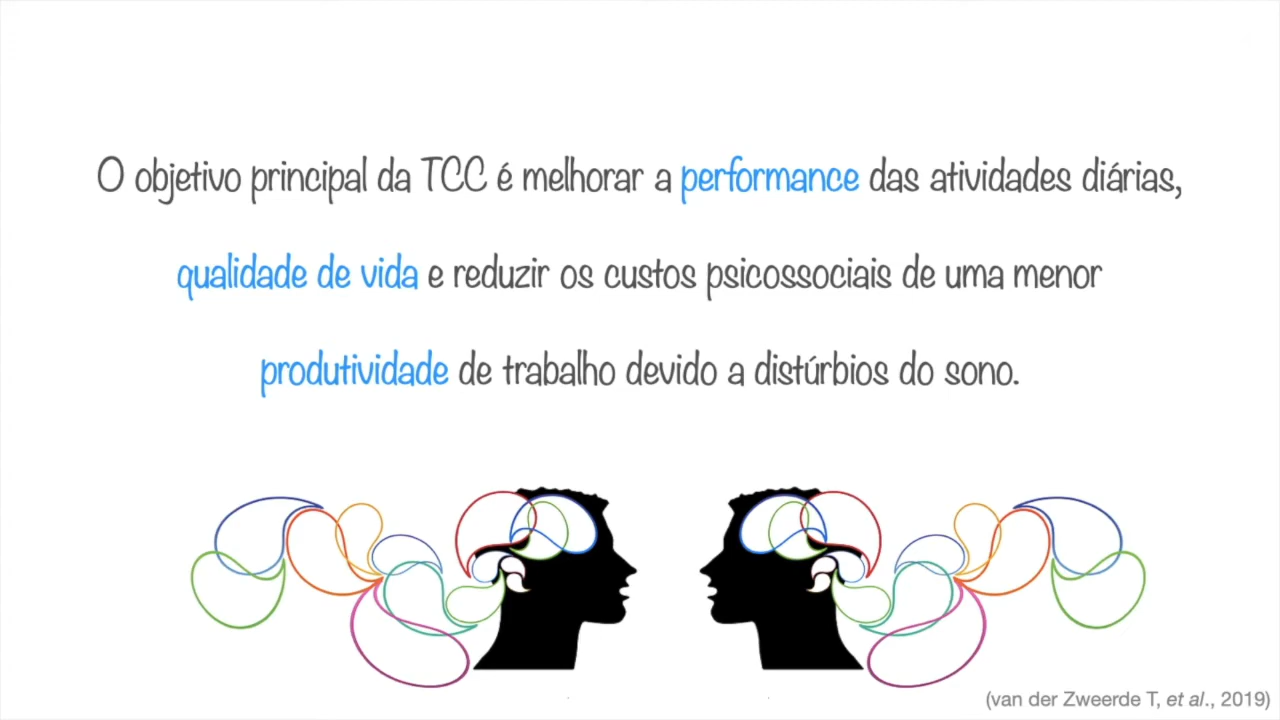 O objetivo principal da TCC é melhorar a performance das atividades diárias,
qualidade de vida e reduzir os custos psicossociais de uma menor
produtividade de trabalho devido a distúrbios do sono.
(van der Zweerde T, et al., 2019)